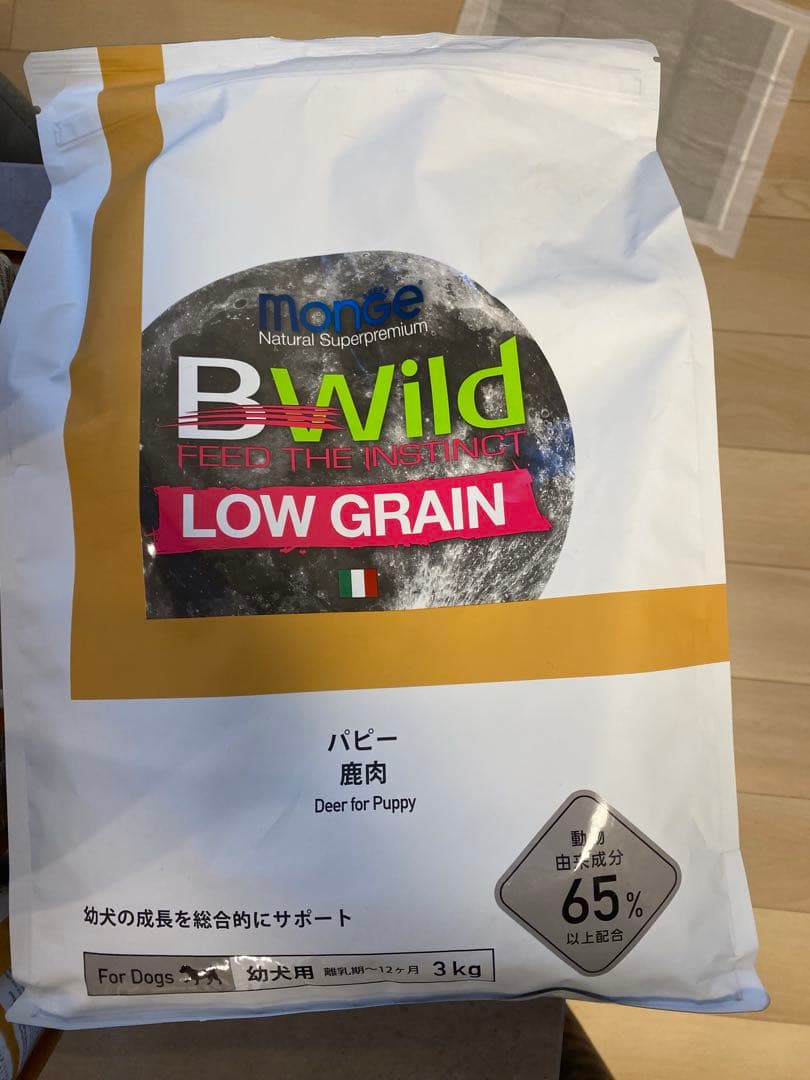 monGe
Natural Superpremium
BWild
FEED THE INSTINCT
LOW GRAIN
パピー
鹿肉
Deer for Puppy
動物
由来成分
65%
以上配合
幼犬の成長を総合的にサポート
For Dogs 幼犬用 離乳期〜12ヶ月 3kg